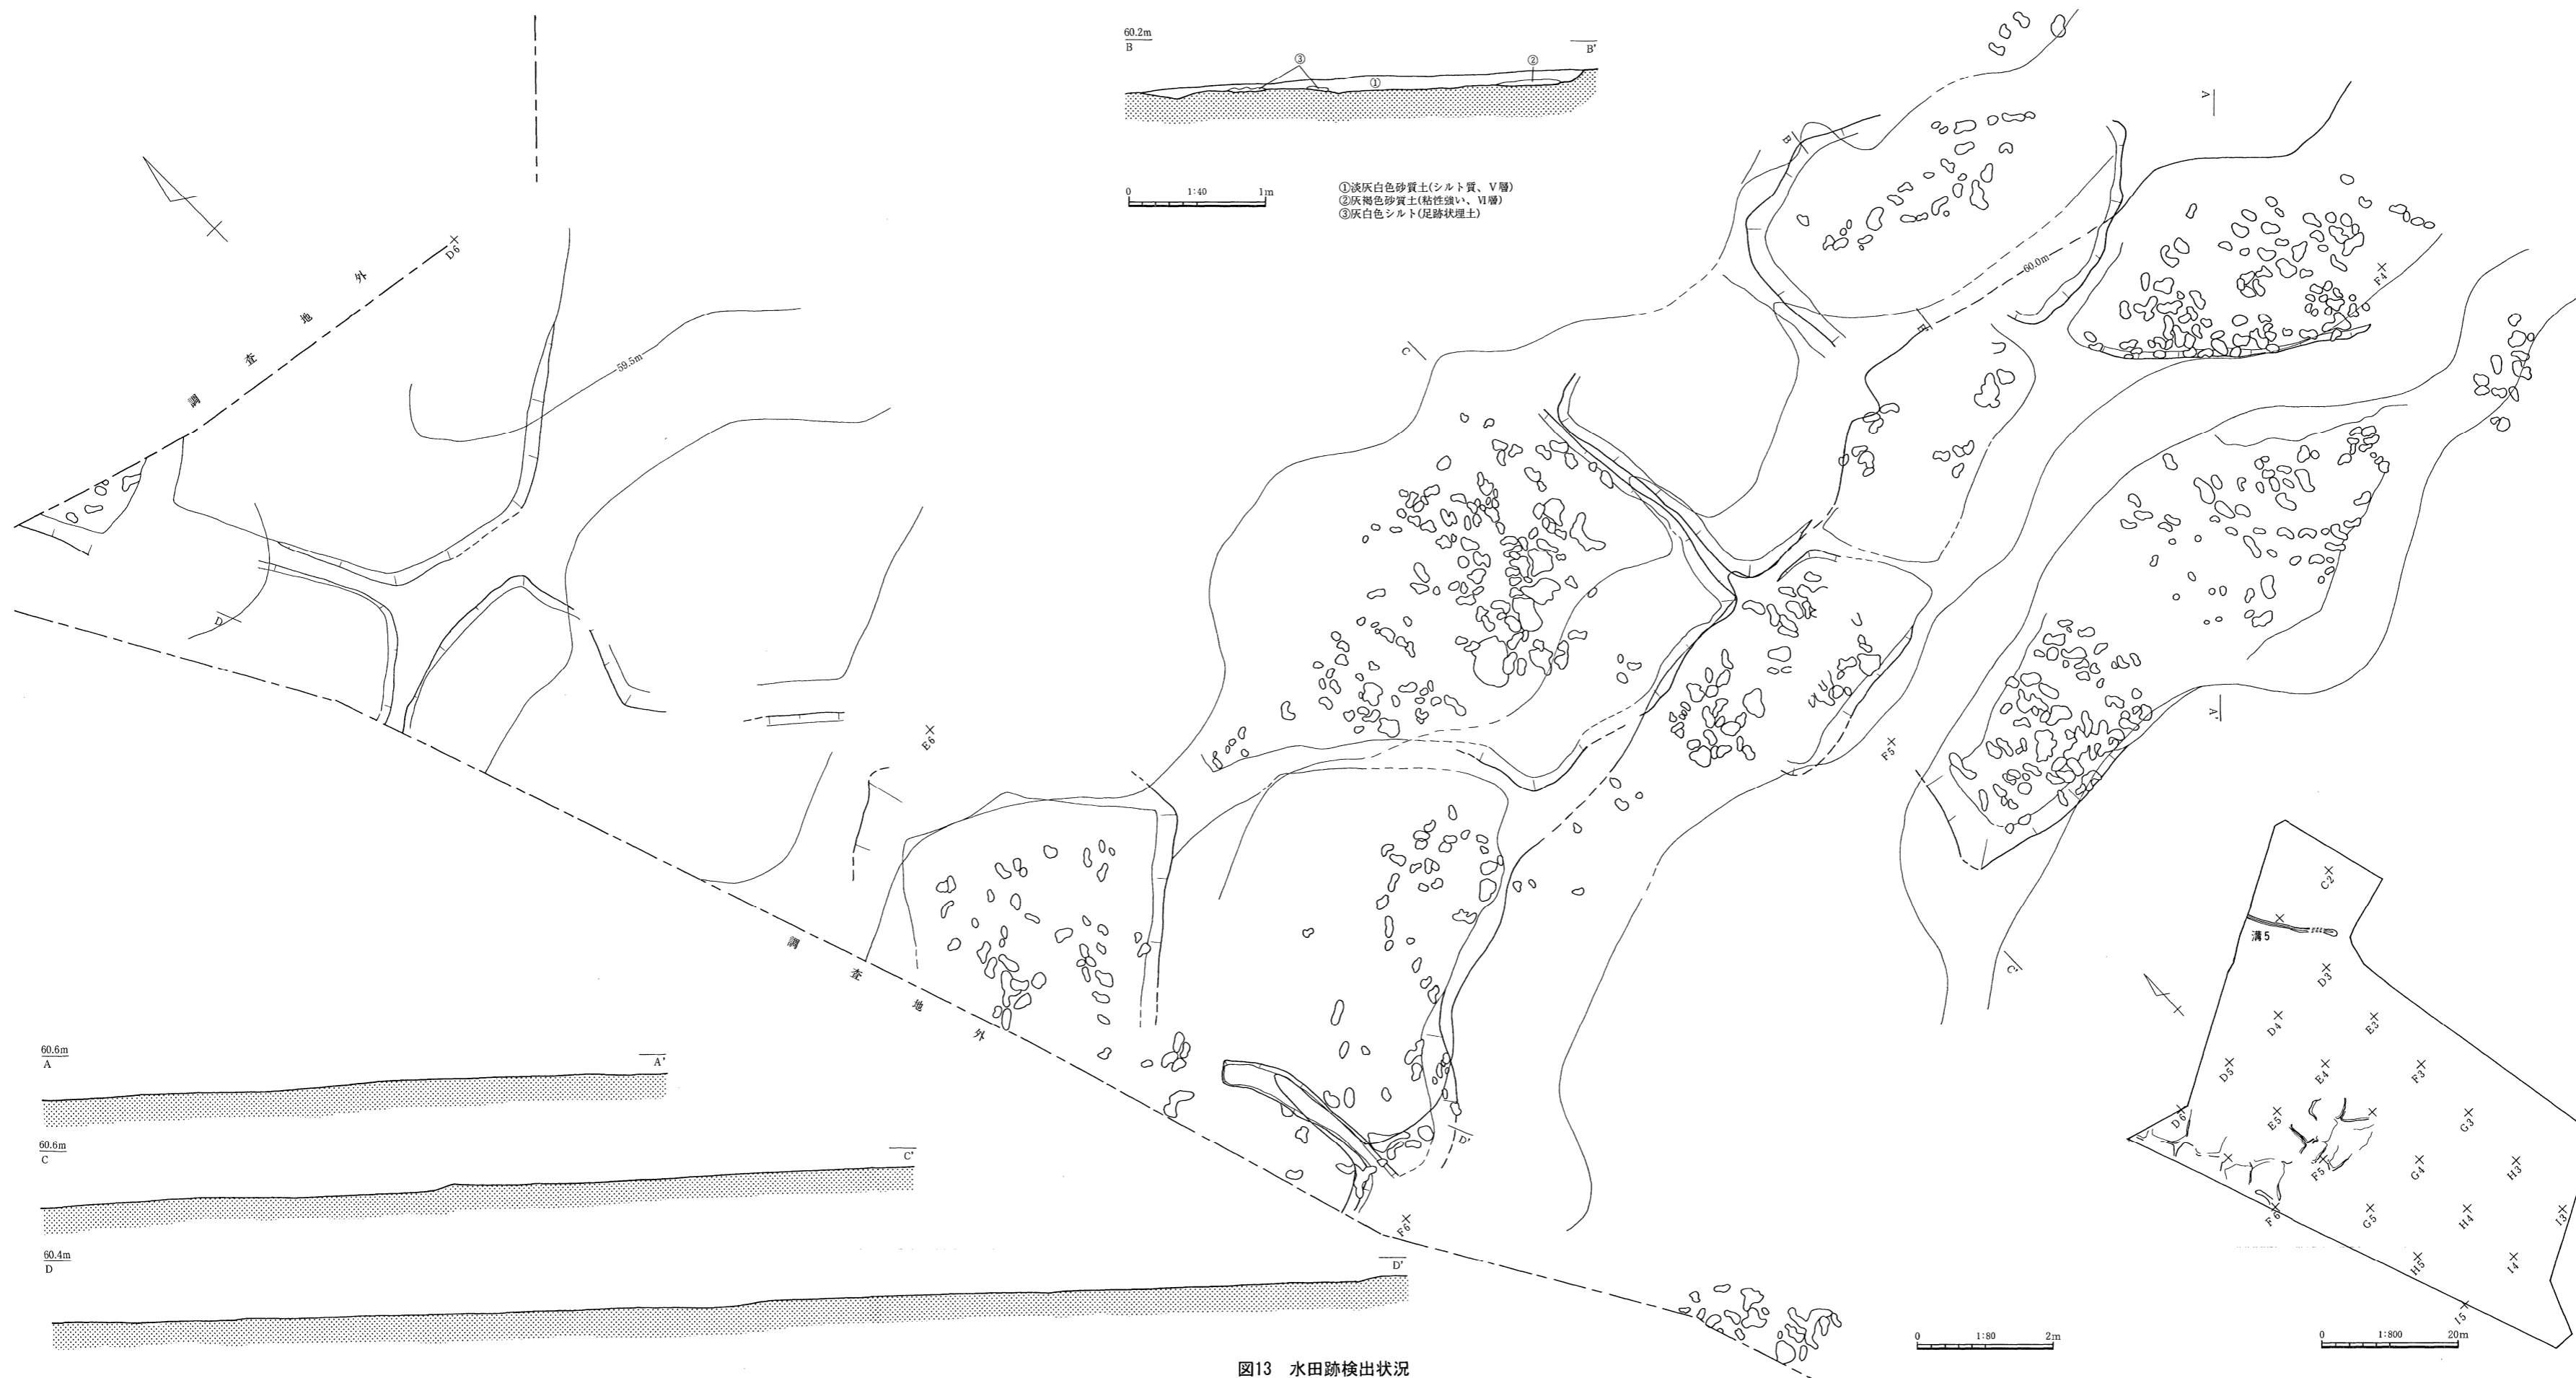 60.2m
B
B'
③
①
②
0 1:40 1m
①淡灰白色砂質土(シルト質、Ⅴ層)
②灰褐色砂質土(粘性強い、Ⅵ層)
③灰白色シルト(足跡状埋土)
A
B
B'
60.0m
F4
D6
調査地外
59.5m
C
D
E6
F5
A'
C'
調査地外
D'
F6
60.6m
A
A'
60.6m
C
C'
60.4m
D
D'
C2
溝5
D3
D4
E3
D5
E4
F3
D6
E5
G3
F5
G4
H3
F6
G5
H4
I3
H5
I4
I5
0 1:80 2m
0 1:800 20m
図13 水田跡検出状況